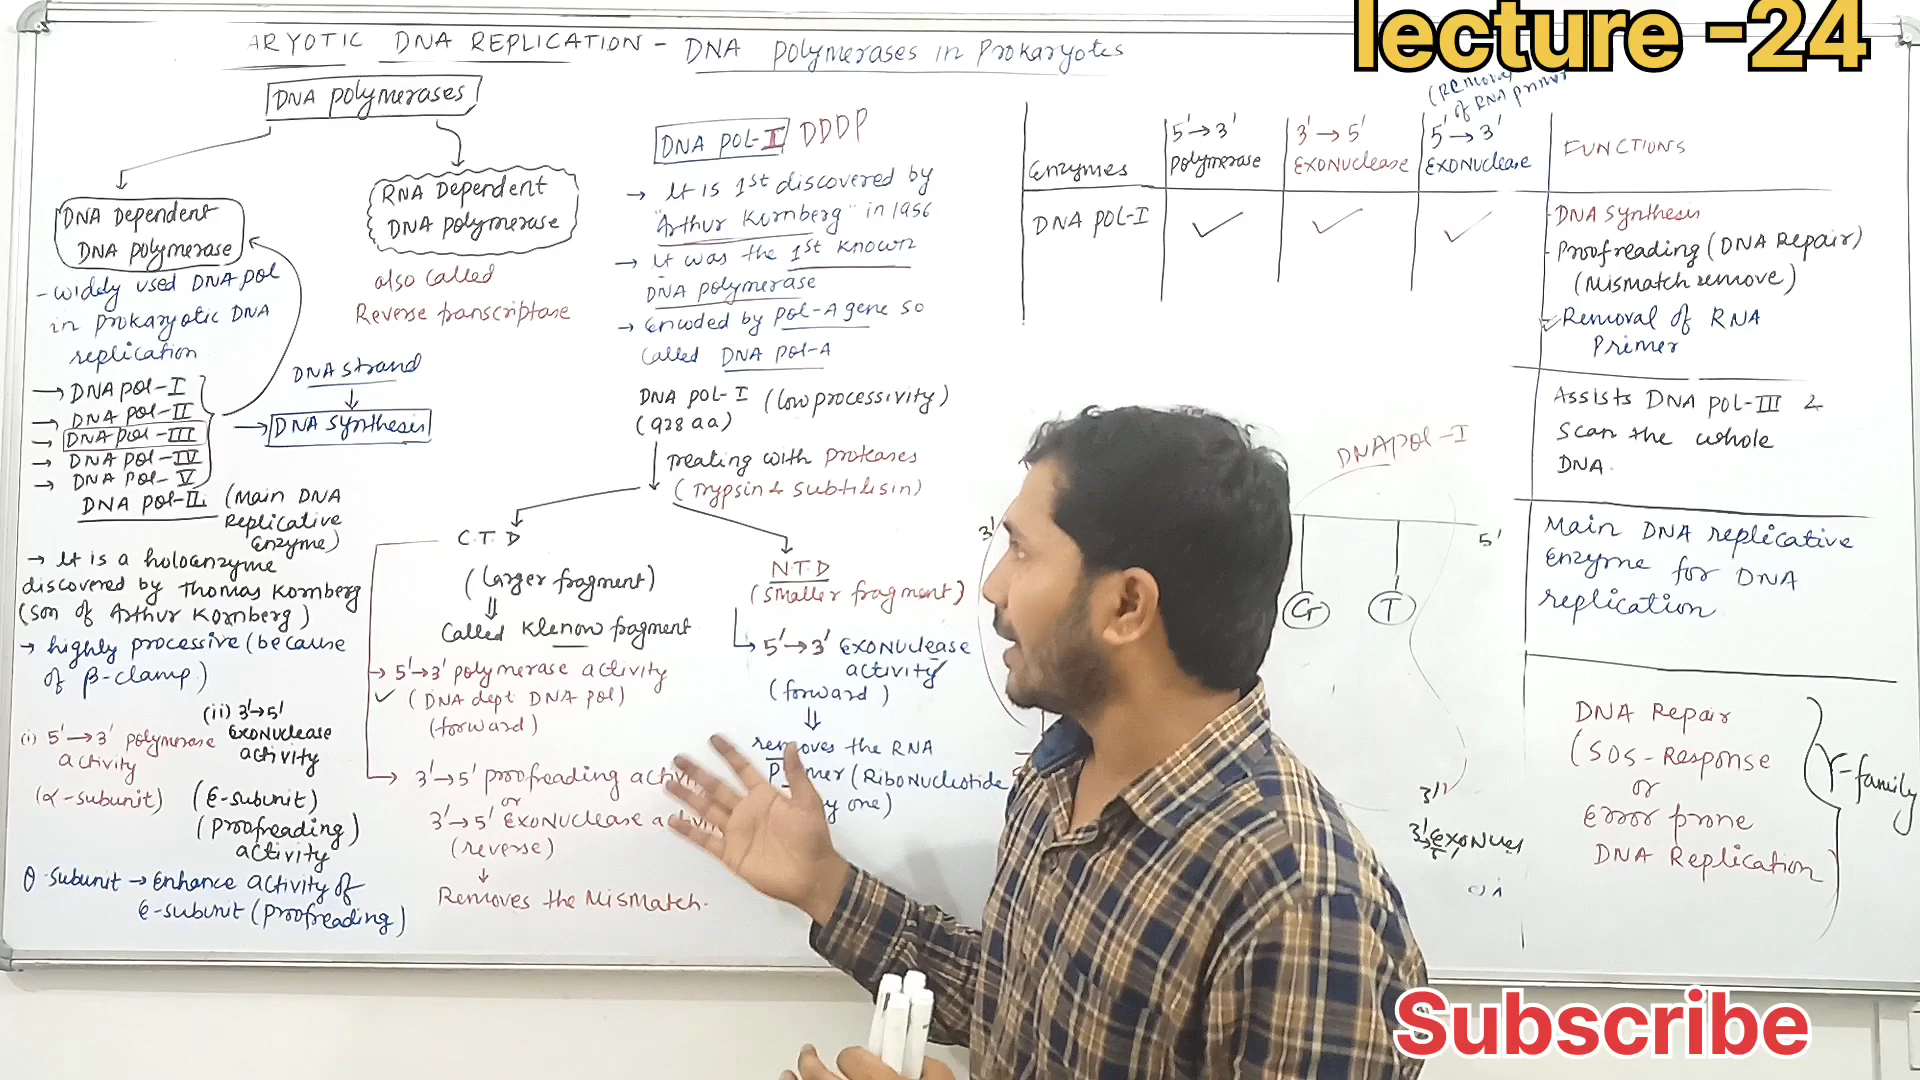 lecture -24
ARYOTIC DNA REPLICATION - DNA polymerases in Prokaryotes
DNA polymerases
DNA Dependent
DNA polymerase
- widely used DNA pol
in prokaryotic DNA
replication
→ DNA pol-I
→ DNA pol-II
→ DNA pol-III
→ DNA pol-IV
→ DNA pol-V
RNA Dependent
DNA polymerase
also called
Reverse transcriptase
DNA strand
↓
→ DNA synthesis
DNA pol-III (Main DNA
Replicative
Enzyme)
→ It is a holoenzyme
discovered by Thomas Kornberg
(son of Arthur Kornberg)
→ highly processive (because
of β-clamp)
(i) 5'→3' polymerase
activity
(α-subunit)
(ii) 3'→5'
Exonuclease
activity
(ε-subunit)
(Proofreading)
activity
θ-subunit → Enhance activity of
ε-subunit (Proofreading)
DNA pol-I DDDP
→ It is 1st discovered by
"Arthur Kornberg" in 1956
→ It was the 1st known
DNA polymerase
→ Encoded by pol-A gene so
called DNA pol-A
DNA pol-I (low processivity)
(928 aa)
Treating with proteases
(Trypsin & Subtilisin)
C.T.D
(larger fragment)
⇓
called Klenow fragment
→ 5'→3' polymerase activity
✓ (DNA dept DNA pol)
(forward)
→ 3'→5' proofreading
or
3'→5' Exonuclease
(reverse)
↓
Removes the Mismatch.
N.T.D
(smaller fragment)
→ 5'→3' Exonuclease
activity
(forward)
⇓
removes the RNA
(Ribonucleotide
one)
Enzymes
5'→3'
polymerase
3'→5'
Exonuclease
(Removal
of RNA primer
5'→3'
Exonuclease
FUNCTIONS
DNA pol-I ✓ ✓ ✓
- DNA Synthesis
- Proofreading (DNA Repair)
(Mismatch remove)
- Removal of RNA
Primer
Assists DNA pol-III &
scan the whole
DNA.
Main DNA replicative
Enzyme for DNA
replication
DNA Repair
(SOS-Response
or
Error prone
DNA Replication
Y-family
DNA pol-I
3'
5'
G T
3'
Subscribe